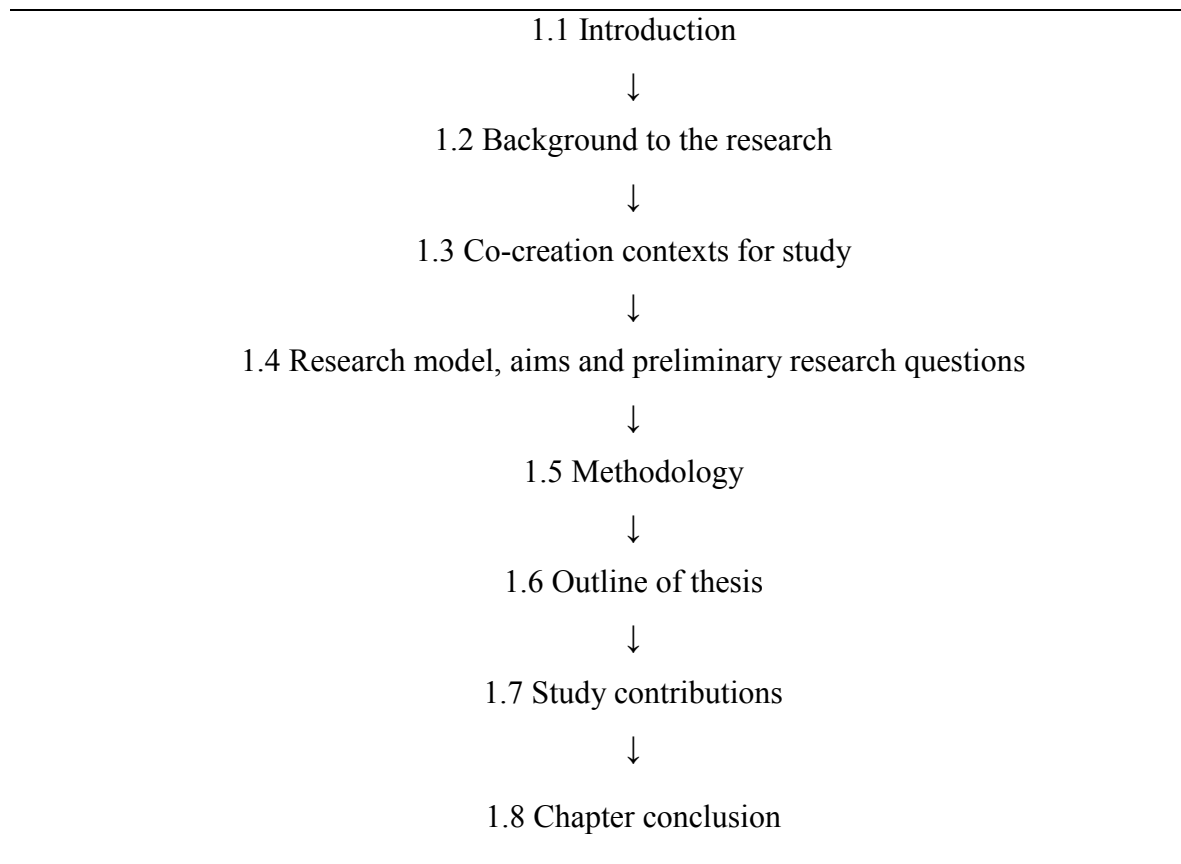 1.1 Introduction
↓
1.2 Background to the research
↓
1.3 Co-creation contexts for study
↓
1.4 Research model, aims and preliminary research questions
↓
1.5 Methodology
↓
1.6 Outline of thesis
↓
1.7 Study contributions
↓
1.8 Chapter conclusion